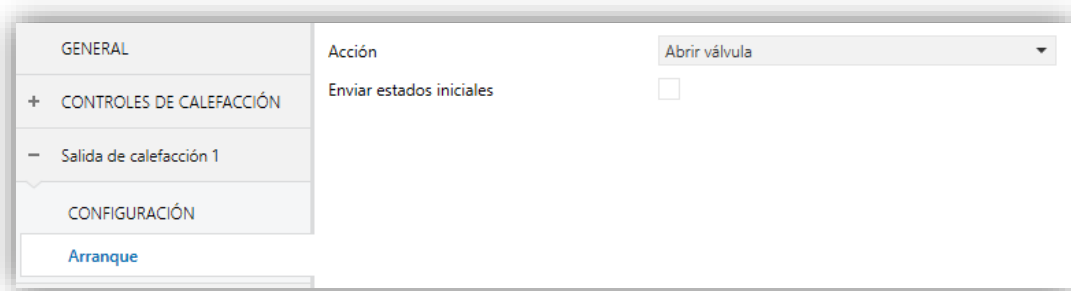 GENERAL
+ CONTROLES DE CALEFACCIÓN
− Salida de calefacción 1
CONFIGURACIÓN
Arranque
Acción Abrir válvula
Enviar estados iniciales